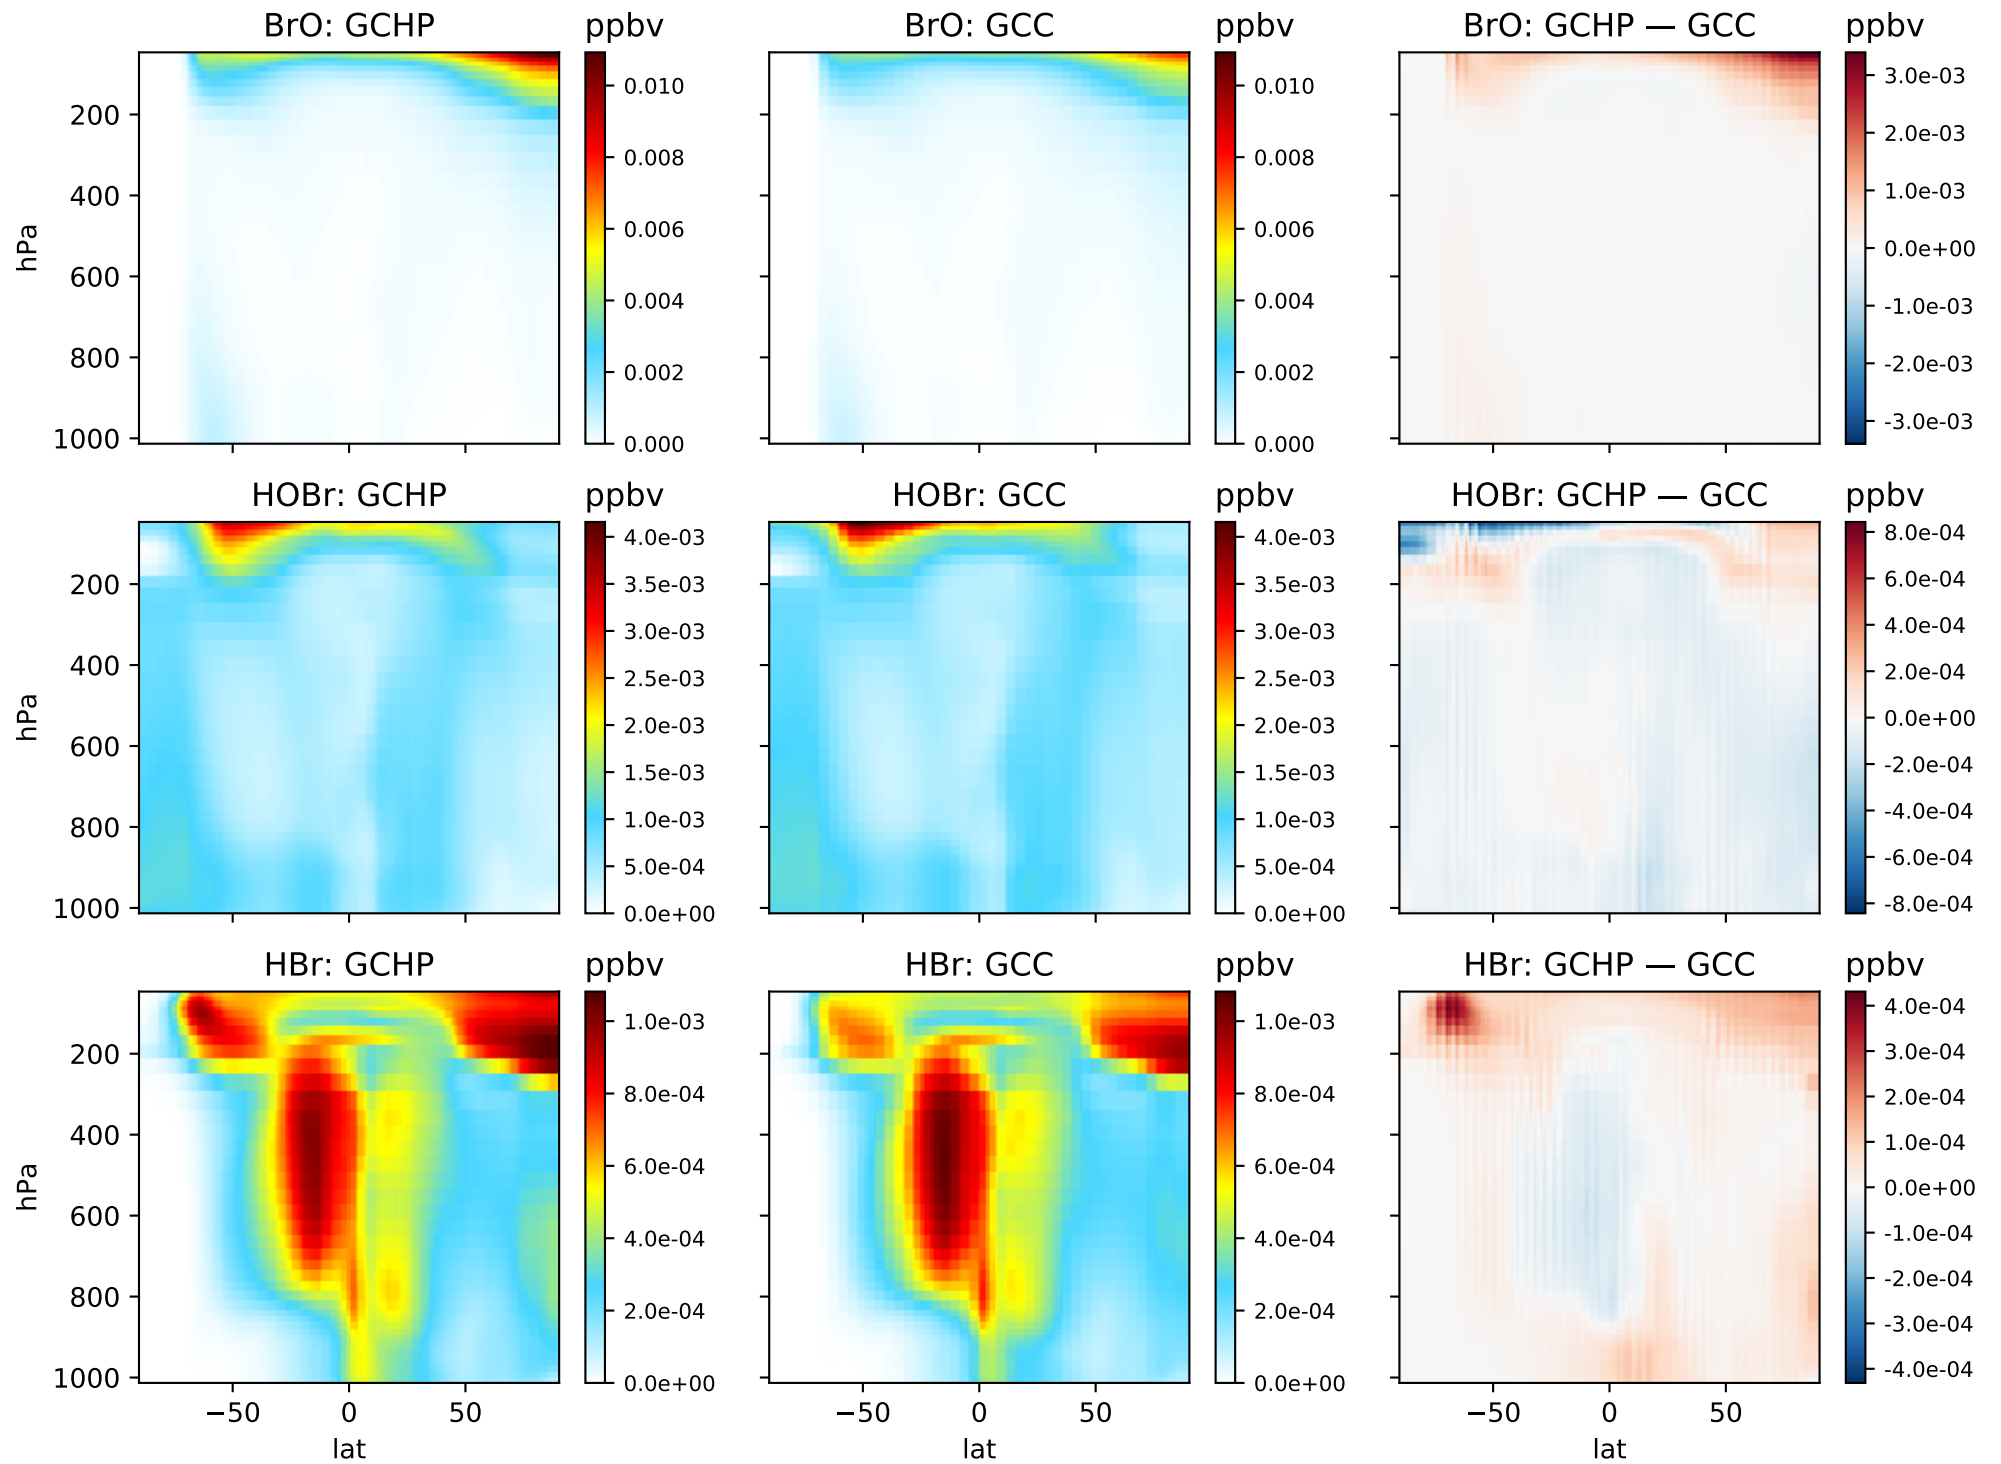 BrO: GCHP ppbv BrO: GCC ppbv BrO: GCHP — GCC ppbv
0.010 0.010 3.0e-03
200 2.0e-03
0.008 0.008
400 1.0e-03
0.006 0.006
hPa 0.0e+00
600 0.004 0.004
-1.0e-03
800 0.002 0.002 -2.0e-03
1000 0.000 0.000 -3.0e-03
HOBr: GCHP ppbv HOBr: GCC ppbv HOBr: GCHP — GCC ppbv
4.0e-03 4.0e-03 8.0e-04
200 3.5e-03 3.5e-03 6.0e-04
3.0e-03 3.0e-03 4.0e-04
400 2.5e-03 2.5e-03 2.0e-04
hPa 2.0e-03 2.0e-03 0.0e+00
600 1.5e-03 1.5e-03 -2.0e-04
800 1.0e-03 1.0e-03 -4.0e-04
5.0e-04 5.0e-04 -6.0e-04
1000 0.0e+00 0.0e+00 -8.0e-04
HBr: GCHP ppbv HBr: GCC ppbv HBr: GCHP — GCC ppbv
1.0e-03 1.0e-03 4.0e-04
200 3.0e-04
8.0e-04 8.0e-04 2.0e-04
400 1.0e-04
6.0e-04 6.0e-04
hPa 0.0e+00
600 4.0e-04 4.0e-04 -1.0e-04
800 2.0e-04 2.0e-04 -2.0e-04
-3.0e-04
1000 0.0e+00 0.0e+00 -4.0e-04
−50 0 50 −50 0 50 −50 0 50
lat lat lat